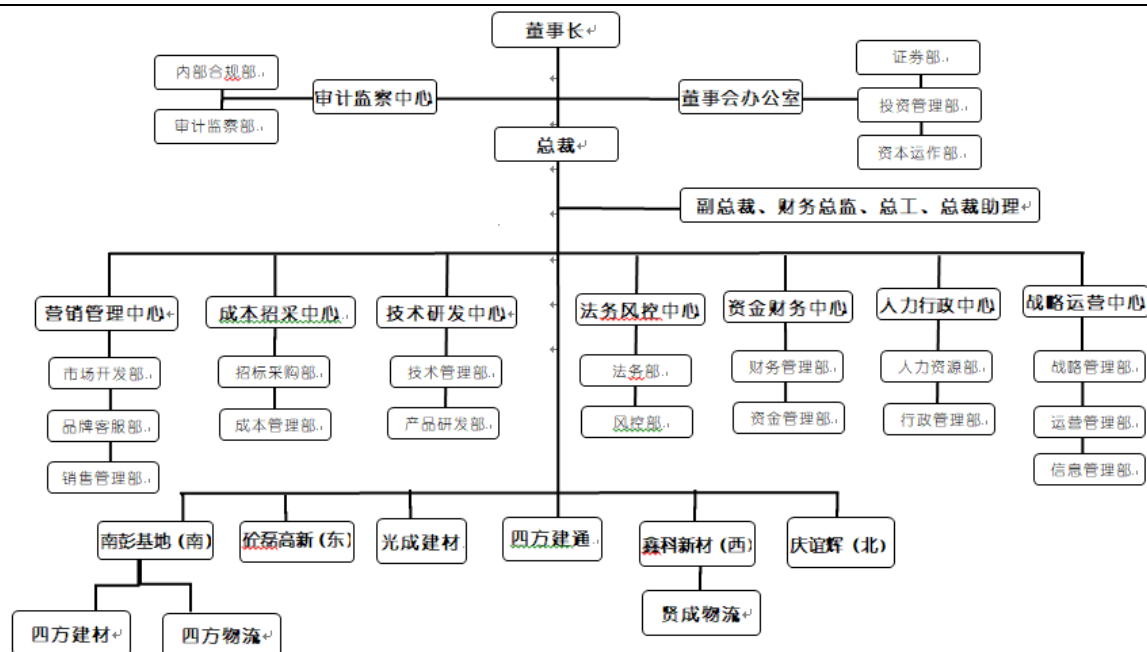 董事长
内部合规部
证券部
审计监察中心
董事会办公室
投资管理部
审计监察部
总裁
资本运作部
副总裁、财务总监、总工、总裁助理
营销管理中心
成本招采中心
技术研发中心
法务风控中心
资金财务中心
人力行政中心
战略运营中心
市场开发部
招标采购部
技术管理部
法务部
财务管理部
人力资源部
战略管理部
品牌客服部
成本管理部
产品研发部
风控部
资金管理部
行政管理部
运营管理部
销售管理部
信息管理部
南彭基地（南）
砼磊高新（东）
光成建材
四方建通
鑫科新材（西）
庆谊辉（北）
四方建材
四方物流
贤成物流